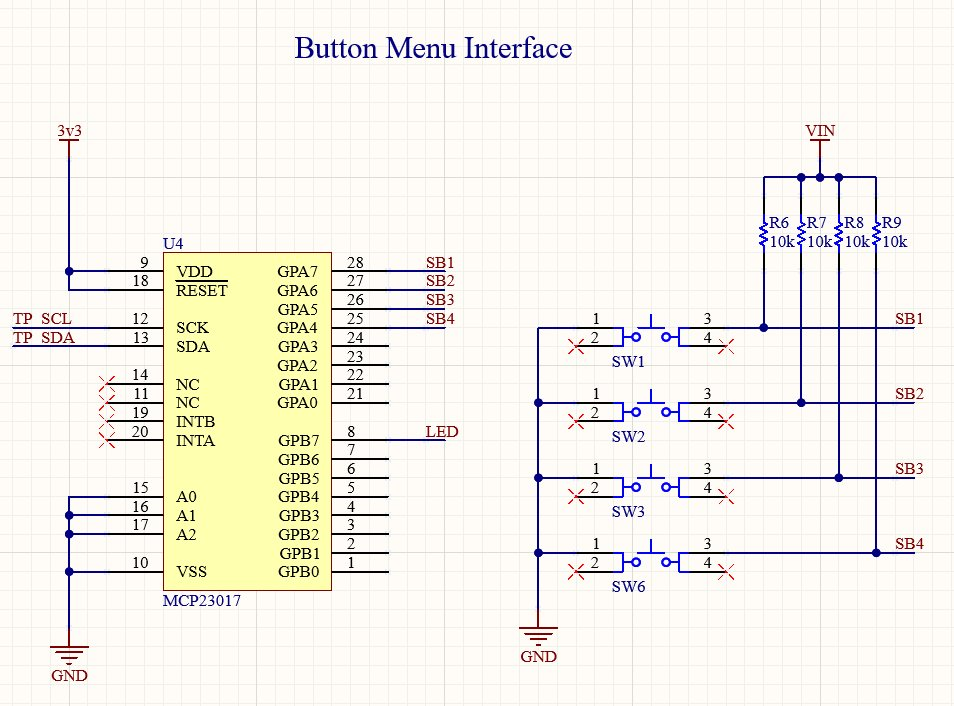 Button Menu Interface
3v3
VIN
R6 R7 R8 R9
10k 10k 10k 10k
U4
9 VDD GPA7 28 SB1
18 RESET GPA6 27 SB2
GPA5 26 SB3
12 SCK GPA4 25 SB4
13 SDA GPA3 24
TP_SCL
TP_SDA
GPA2 23
14 NC GPA1 22
11 NC GPA0 21
19 INTB
20 INTA GPB7 8 LED
GPB6 7
GPB5 6
15 A0 GPB4 5
16 A1 GPB3 4
17 A2 GPB2 3
GPB1 2
10 VSS GPB0 1
MCP23017
GND
1 3 SB1
2 4
SW1
1 3 SB2
2 4
SW2
1 3 SB3
2 4
SW3
1 3 SB4
2 4
SW6
GND